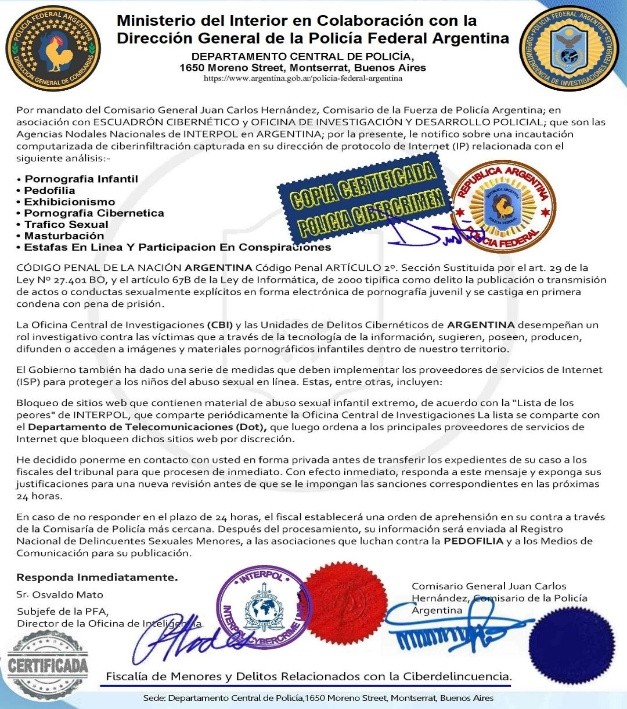 Ministerio del Interior en Colaboración con la
Dirección General de la Policía Federal Argentina
DEPARTAMENTO CENTRAL DE POLICÍA,
1650 Moreno Street, Montserrat, Buenos Aires
https://www.argentina.gob.ar/policia-federal-argentina
Por mandato del Comisario General Juan Carlos Hernández, Comisario de la Fuerza de Policía Argentina; en
asociación con ESCUADRÓN CIBERNÉTICO y OFICINA DE INVESTIGACIÓN Y DESARROLLO POLICIAL; que son las
Agencias Nodales Nacionales de INTERPOL en ARGENTINA; por la presente, le notifico sobre una incautación
computarizada de ciberinfiltración capturada en su dirección de protocolo de Internet (IP) relacionada con el
siguiente análisis:-
• Pornografia Infantil
• Pedofilia
• Exhibicionismo
• Pornografia Cibernetica
• Trafico Sexual
• Masturbación
• Estafas En Linea Y Participacion En Conspiraciones
COPIA CERTIFICADA
POLICIA CIBERCRIMEN
REPUBLICA ARGENTINA
POLICIA FEDERAL
CÓDIGO PENAL DE LA NACIÓN ARGENTINA Código Penal ARTÍCULO 2º. Sección Sustituida por el art. 29 de la
Ley Nº 27.401 BO, y el artículo 67B de la Ley de Informática, de 2000 tipifica como delito la publicación o transmisión
de actos o conductas sexualmente explícitos en forma electrónica de pornografía juvenil y se castiga en primera
condena con pena de prisión.
La Oficina Central de Investigaciones (CBI) y las Unidades de Delitos Cibernéticos de ARGENTINA desempeñan un
rol investigativo contra las víctimas que a través de la tecnología de la información, sugieren, poseen, producen,
difunden o acceden a imágenes y materiales pornográficos infantiles dentro de nuestro territorio.
El Gobierno también ha dado una serie de medidas que deben implementar los proveedores de servicios de Internet
(ISP) para proteger a los niños del abuso sexual en línea. Estas, entre otras, incluyen:
Bloqueo de sitios web que contienen material de abuso sexual infantil extremo, de acuerdo con la "Lista de los
peores" de INTERPOL, que comparte periódicamente la Oficina Central de Investigaciones La lista se comparte con
el Departamento de Telecomunicaciones (Dot), que luego ordena a los principales proveedores de servicios de
Internet que bloqueen dichos sitios web por discreción.
He decidido ponerme en contacto con usted en forma privada antes de transferir los expedientes de su caso a los
fiscales del tribunal para que procesen de inmediato. Con efecto inmediato, responda a este mensaje y exponga sus
justificaciones para una nueva revisión antes de que se le impongan las sanciones correspondientes en las próximas
24 horas.
En caso de no responder en el plazo de 24 horas, el fiscal establecerá una orden de aprehensión en su contra a través
de la Comisaría de Policía más cercana. Después del procesamiento, su información será enviada al Registro
Nacional de Delincuentes Sexuales Menores, a las asociaciones que luchan contra la PEDOFILIA y a los Medios de
Comunicación para su publicación.
Responda Inmediatamente.
Sr. Osvaldo Mato
Subjefe de la PFA,
Director de la Oficina de Inteligencia
INTERPOL
Comisario General Juan Carlos
Hernández, Comisario de la Policía
Argentina
CERTIFICADA
Fiscalía de Menores y Delitos Relacionados con la Ciberdelincuencia.
Sede: Departamento Central de Policía,1650 Moreno Street, Montserrat, Buenos Aires